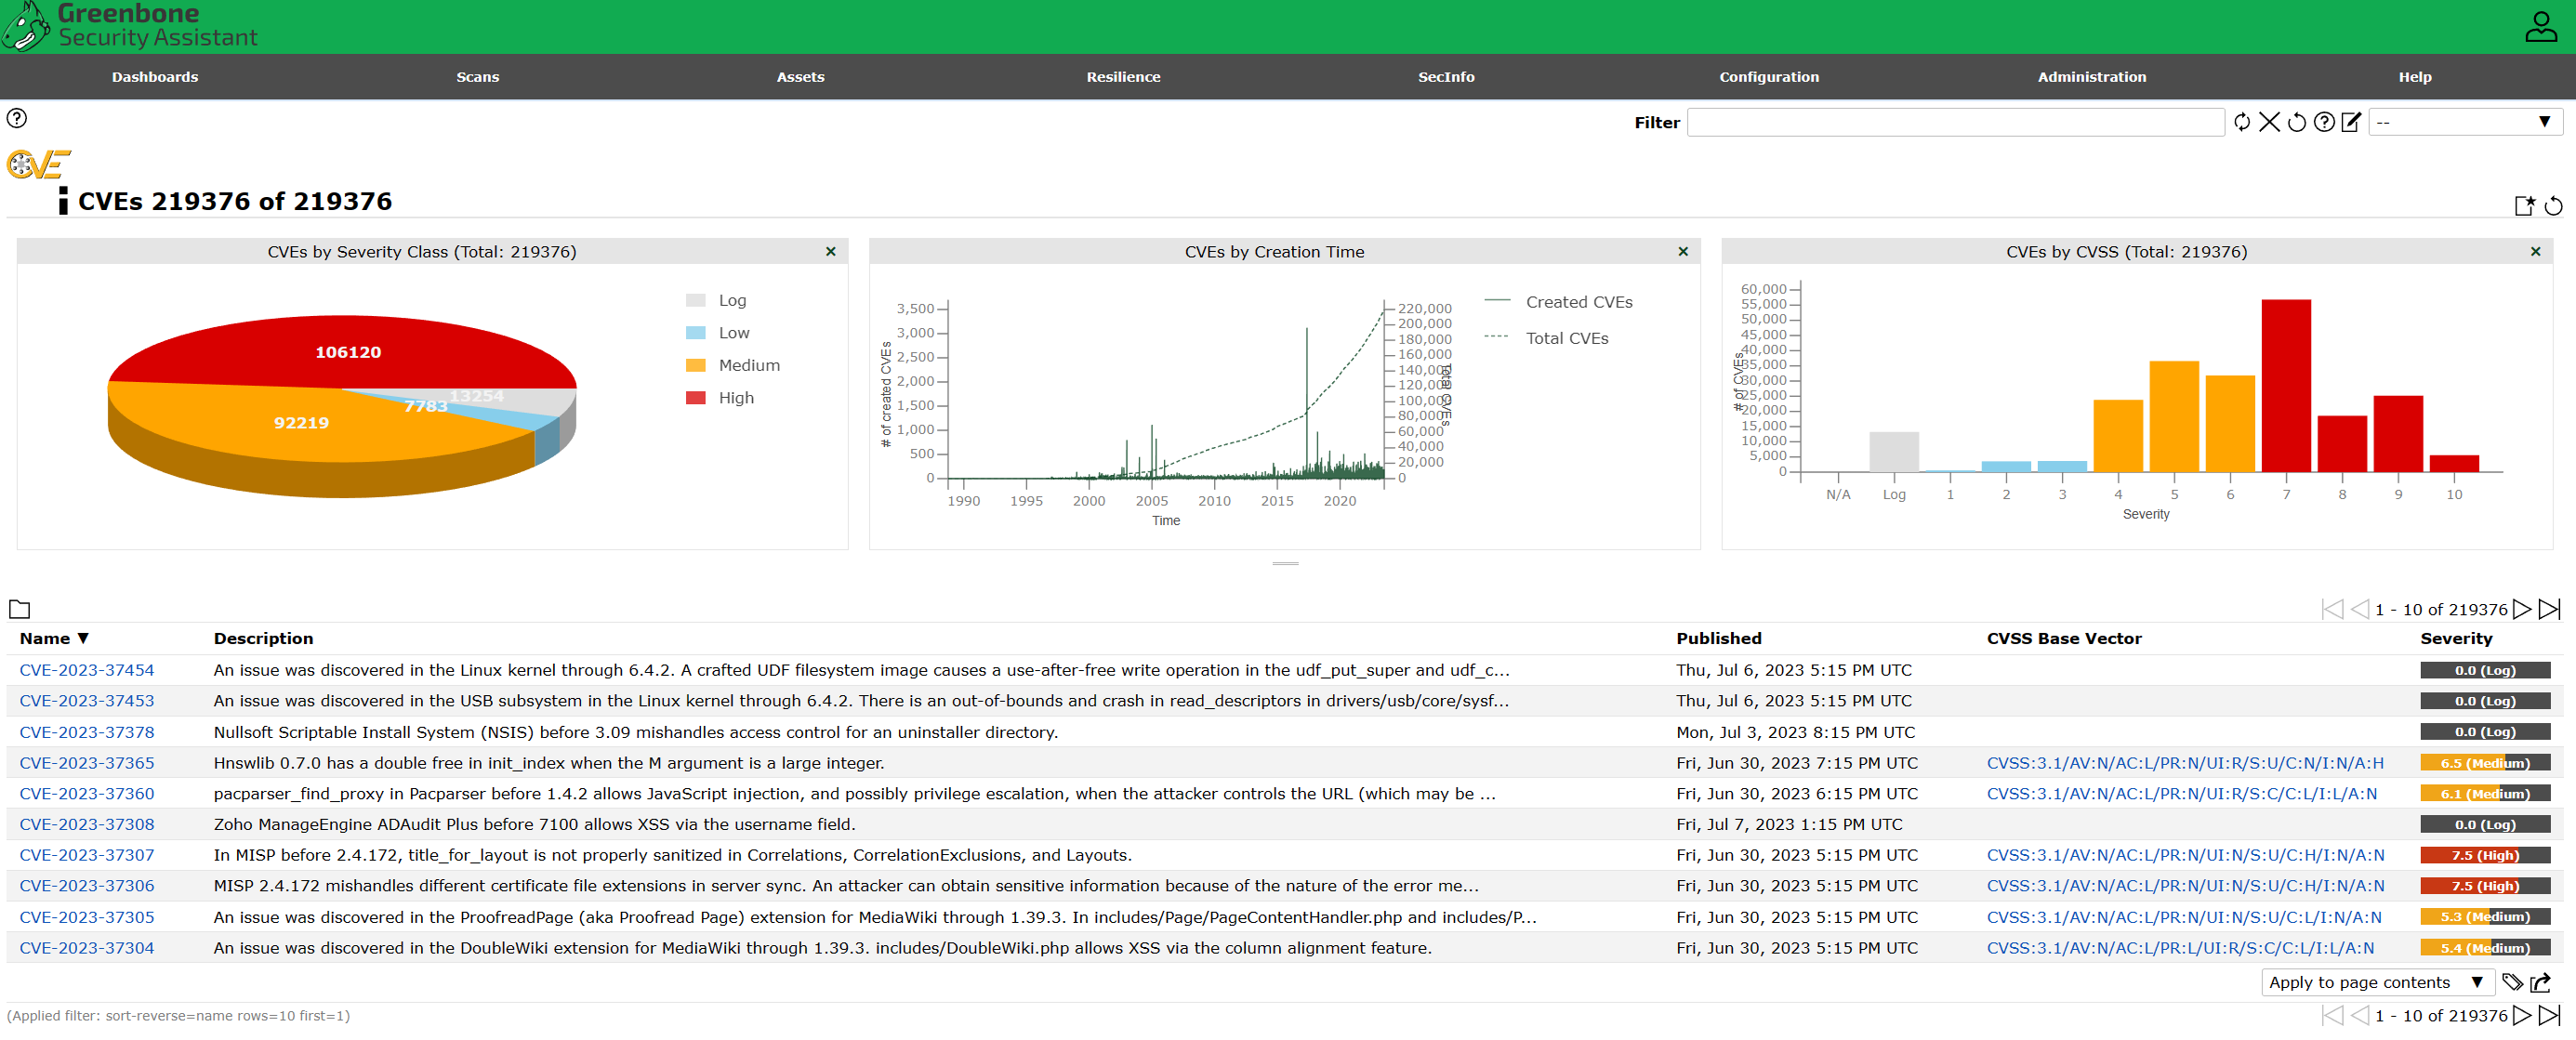 Greenbone
Security Assistant
Dashboards Scans Assets Resilience SecInfo Configuration Administration Help
Filter --
CVE
CVEs 219376 of 219376
CVEs by Severity Class (Total: 219376)
106120
13254
7783
92219
Log
Low
Medium
High
CVEs by Creation Time
# of created CVEs
3,500
3,000
2,500
2,000
1,500
1,000
500
0
220,000
200,000
180,000
160,000
140,000
120,000
100,000
80,000
60,000
40,000
20,000
0
Total CVEs
1990 1995 2000 2005 2010 2015 2020
Time
Created CVEs
Total CVEs
CVEs by CVSS (Total: 219376)
# of CVEs
60,000
55,000
50,000
45,000
40,000
35,000
30,000
25,000
20,000
15,000
10,000
5,000
0
N/A Log 1 2 3 4 5 6 7 8 9 10
Severity
1 - 10 of 219376
Name ▼ Description Published CVSS Base Vector Severity
CVE-2023-37454 An issue was discovered in the Linux kernel through 6.4.2. A crafted UDF filesystem image causes a use-after-free write operation in the udf_put_super and udf_c... Thu, Jul 6, 2023 5:15 PM UTC 0.0 (Log)
CVE-2023-37453 An issue was discovered in the USB subsystem in the Linux kernel through 6.4.2. There is an out-of-bounds and crash in read_descriptors in drivers/usb/core/sysf... Thu, Jul 6, 2023 5:15 PM UTC 0.0 (Log)
CVE-2023-37378 Nullsoft Scriptable Install System (NSIS) before 3.09 mishandles access control for an uninstaller directory. Mon, Jul 3, 2023 8:15 PM UTC 0.0 (Log)
CVE-2023-37365 Hnswlib 0.7.0 has a double free in init_index when the M argument is a large integer. Fri, Jun 30, 2023 7:15 PM UTC CVSS:3.1/AV:N/AC:L/PR:N/UI:R/S:U/C:N/I:N/A:H 6.5 (Medium)
CVE-2023-37360 pacparser_find_proxy in Pacparser before 1.4.2 allows JavaScript injection, and possibly privilege escalation, when the attacker controls the URL (which may be ... Fri, Jun 30, 2023 6:15 PM UTC CVSS:3.1/AV:N/AC:L/PR:N/UI:R/S:C/C:L/I:L/A:N 6.1 (Medium)
CVE-2023-37308 Zoho ManageEngine ADAudit Plus before 7100 allows XSS via the username field. Fri, Jul 7, 2023 1:15 PM UTC 0.0 (Log)
CVE-2023-37307 In MISP before 2.4.172, title_for_layout is not properly sanitized in Correlations, CorrelationExclusions, and Layouts. Fri, Jun 30, 2023 5:15 PM UTC CVSS:3.1/AV:N/AC:L/PR:N/UI:N/S:U/C:H/I:N/A:N 7.5 (High)
CVE-2023-37306 MISP 2.4.172 mishandles different certificate file extensions in server sync. An attacker can obtain sensitive information because of the nature of the error me... Fri, Jun 30, 2023 5:15 PM UTC CVSS:3.1/AV:N/AC:L/PR:N/UI:N/S:U/C:H/I:N/A:N 7.5 (High)
CVE-2023-37305 An issue was discovered in the ProofreadPage (aka Proofread Page) extension for MediaWiki through 1.39.3. In includes/Page/PageContentHandler.php and includes/P... Fri, Jun 30, 2023 5:15 PM UTC CVSS:3.1/AV:N/AC:L/PR:N/UI:N/S:U/C:L/I:N/A:N 5.3 (Medium)
CVE-2023-37304 An issue was discovered in the DoubleWiki extension for MediaWiki through 1.39.3. includes/DoubleWiki.php allows XSS via the column alignment feature. Fri, Jun 30, 2023 5:15 PM UTC CVSS:3.1/AV:N/AC:L/PR:L/UI:R/S:C/C:L/I:L/A:N 5.4 (Medium)
Apply to page contents ▼
(Applied filter: sort-reverse=name rows=10 first=1) 1 - 10 of 219376